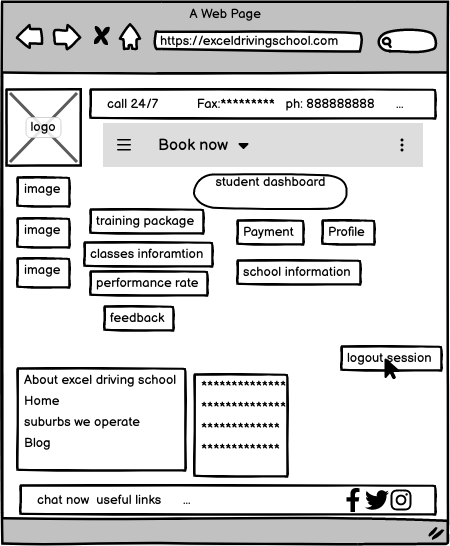 A Web Page
https://exceldrivingschool.com
logo
call 24/7 Fax:********* ph: 888888888 ...
Book now
student dashboard
image
training package
image
Payment
Profile
classes inforamtion
image
performance rate
school information
feedback
logout session
About excel driving school
Home
suburbs we operate
Blog
**************
**************
*************
*************
chat now useful links ...